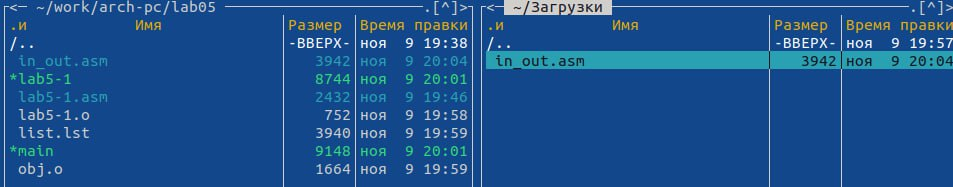 <─ ~/work/arch-pc/lab05 ─.[^]>
.и Имя Размер Время правки
/.. -ВВЕРХ- ноя 9 19:38
in_out.asm 3942 ноя 9 20:04
*lab5-1 8744 ноя 9 20:01
lab5-1.asm 2432 ноя 9 19:46
lab5-1.o 752 ноя 9 19:58
list.lst 3940 ноя 9 19:59
*main 9148 ноя 9 20:01
obj.o 1664 ноя 9 19:59
<─ ~/Загрузки ─.[^]>
.и Имя Размер Время правки
/.. -ВВЕРХ- ноя 9 19:57
in_out.asm 3942 ноя 9 20:04